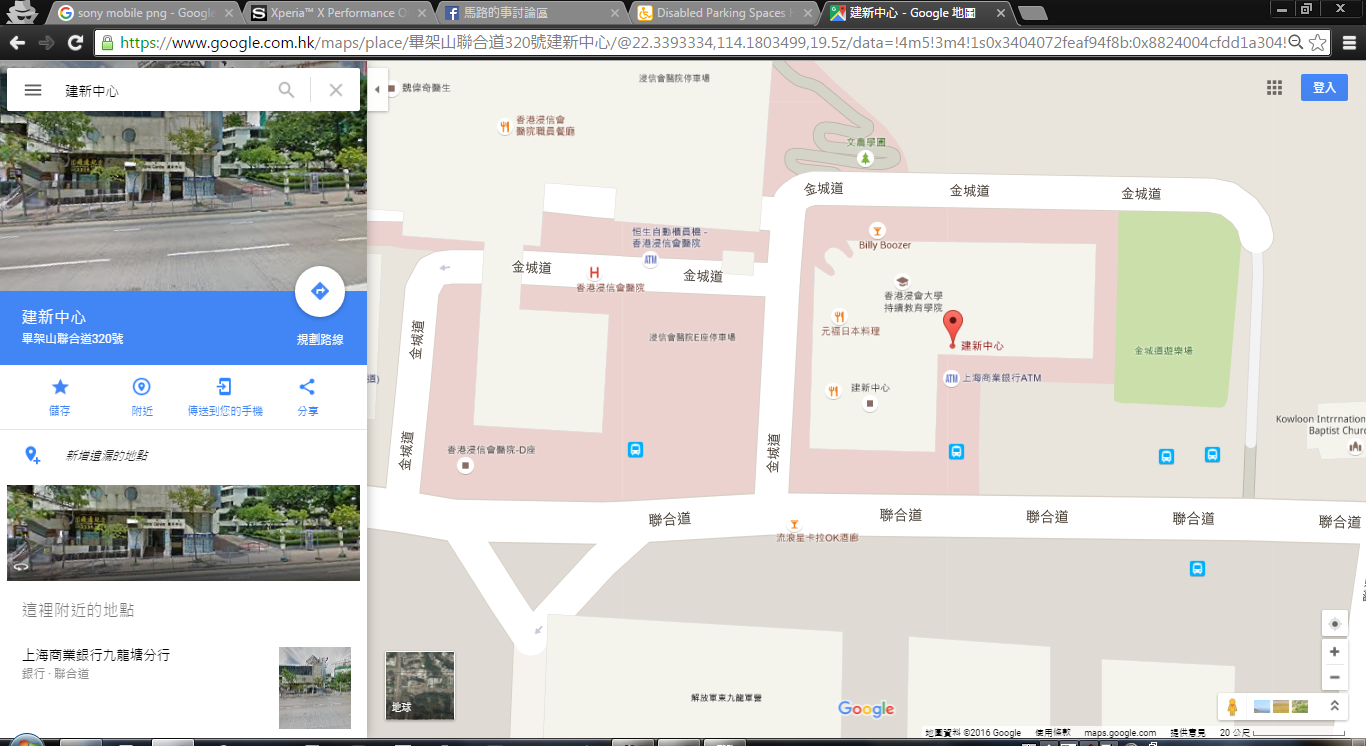 sony mobile png - Google
Xperia™ X Performance O
馬路的事討論區
Disabled Parking Spaces
建新中心 - Google 地圖
https://www.google.com.hk/maps/place/畢架山聯合道320號建新中心/@22.3393334,114.1803499,19.5z/data=!4m5!3m4!1s0x3404072feaf94f8b:0x8824004cfdd1a304!
建新中心
建新中心
畢架山聯合道320號
規劃路線
儲存
附近
傳送到您的手機
分享
新增遺漏的地點
這裡附近的地點
上海商業銀行九龍塘分行
銀行 · 聯合道
登入
浸信會醫院停車場
魏偉奇醫生
香港浸信會
醫院職員餐廳
文農學圃
金城道
金城道
金城道
恒生自動櫃員機 -
香港浸信會醫院
ATM
Billy Boozer
金城道
H
金城道
香港浸信會醫院
香港浸會大學
持續教育學院
元福日本料理
建新中心
金城道
浸信會醫院E座停車場
金城道遊樂場
道)
ATM
上海商業銀行ATM
建新中心
Kowloon Intrrnation
Baptist Churc
金城道
金城道
香港浸信會醫院-D座
聯合道
聯合道
聯合道
聯合道
聯合道
流浪星卡拉OK酒廊
解放軍東九龍軍營
地球
Google
地圖資料 ©2016 Google
使用條款
maps.google.com
提供意見
20 公尺